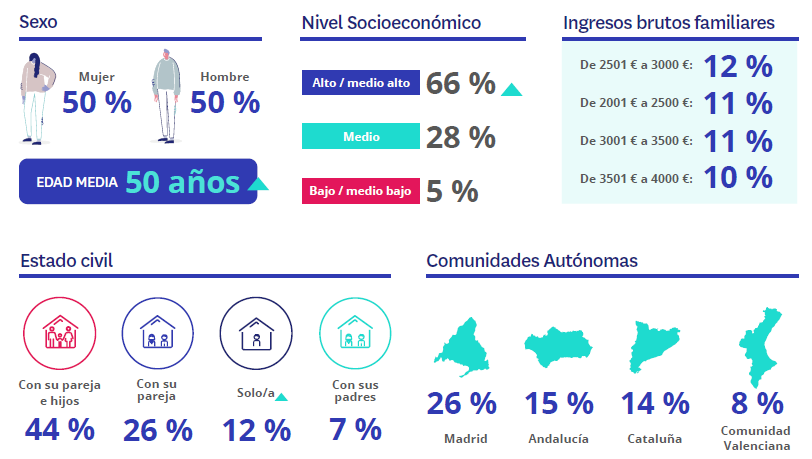 Sexo
Mujer
50 %
Hombre
50 %
EDAD MEDIA 50 años
Nivel Socioeconómico
Alto / medio alto 66 %
Medio 28 %
Bajo / medio bajo 5 %
Ingresos brutos familiares
De 2501 € a 3000 €: 12 %
De 2001 € a 2500 €: 11 %
De 3001 € a 3500 €: 11 %
De 3501 € a 4000 €: 10 %
Estado civil
Con su pareja
e hijos
44 %
Con su
pareja
26 %
Solo/a
12 %
Con sus
padres
7 %
Comunidades Autónomas
26 %
Madrid
15 %
Andalucía
14 %
Cataluña
8 %
Comunidad
Valenciana